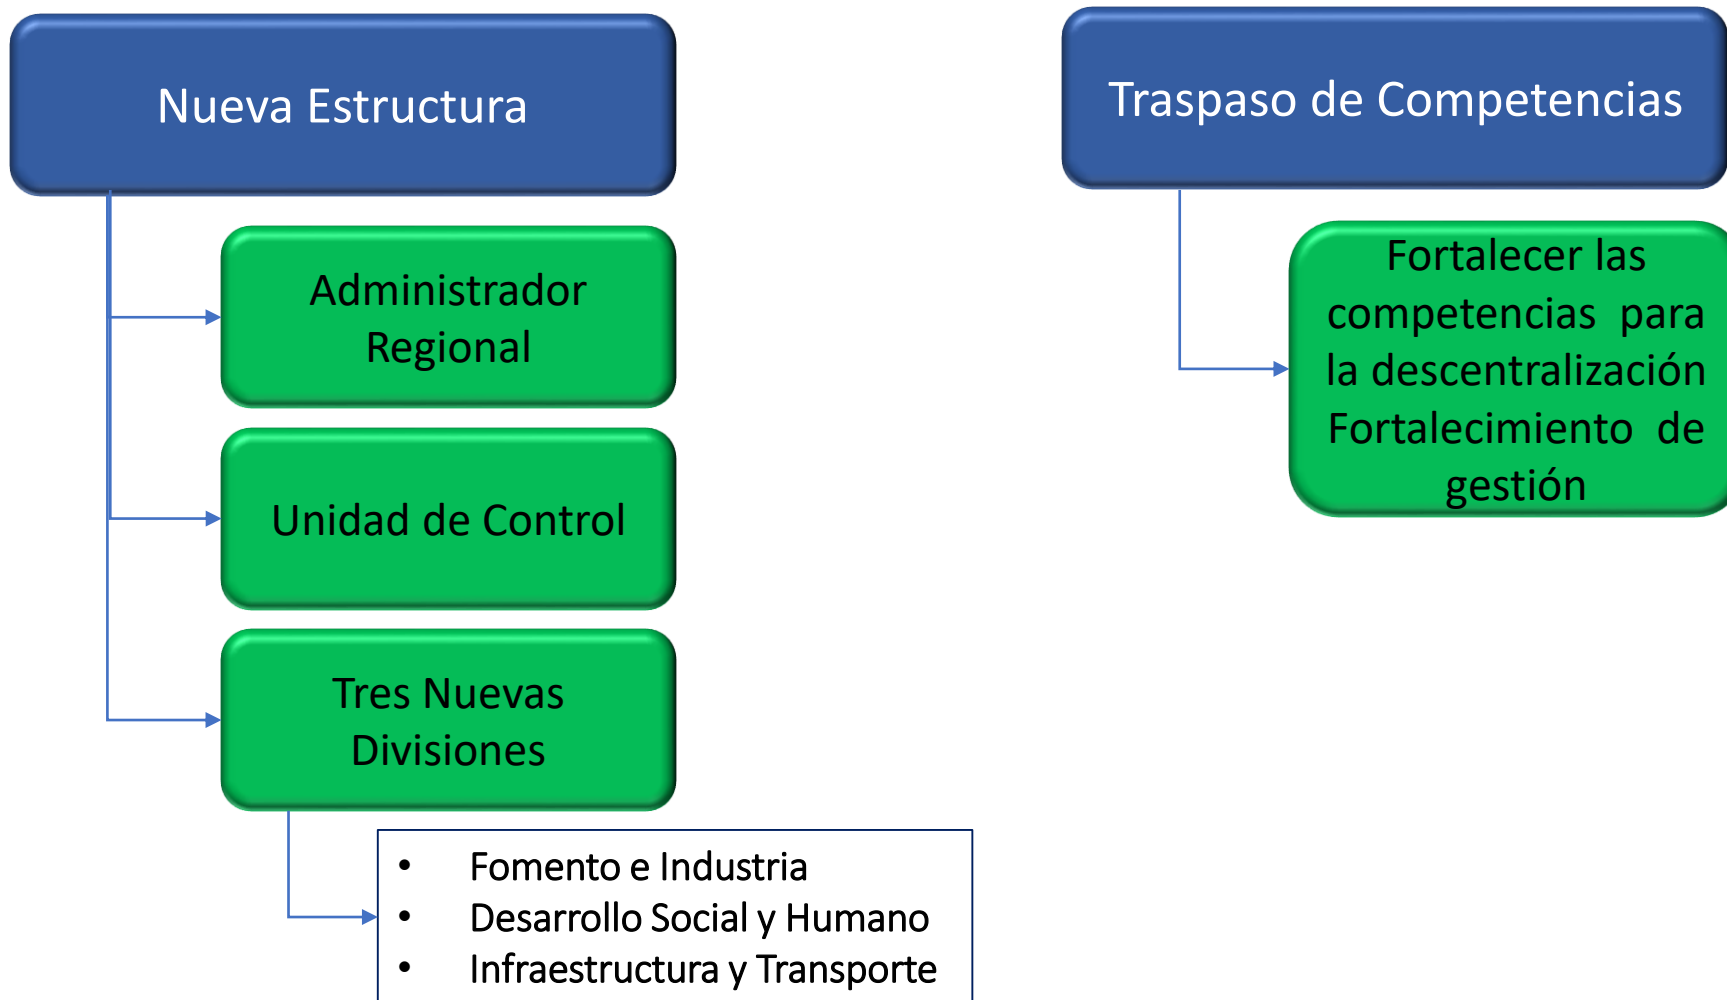 Nueva Estructura
Administrador
Regional
Unidad de Control
Tres Nuevas
Divisiones
• Fomento e Industria
• Desarrollo Social y Humano
• Infraestructura y Transporte
Traspaso de Competencias
Fortalecer las
competencias para
la descentralización
Fortalecimiento de
gestión